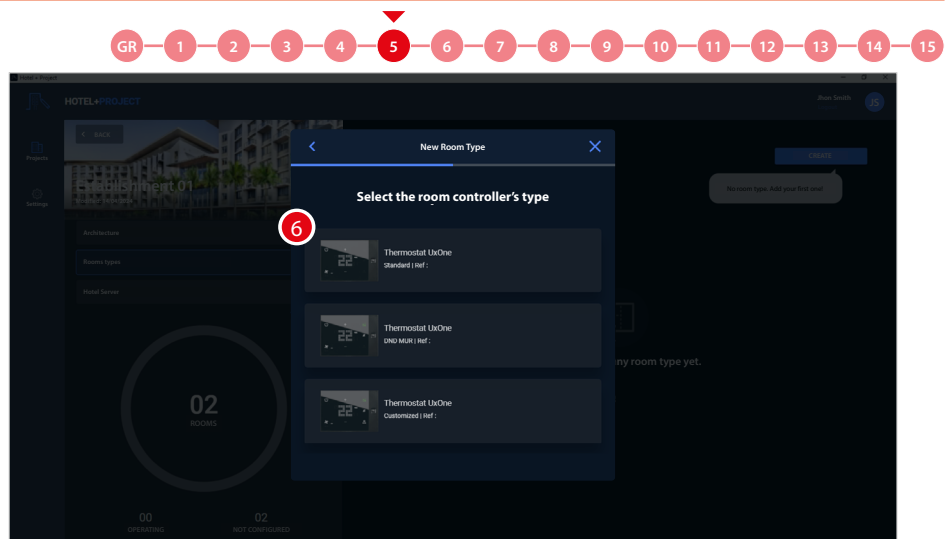 GR 1 2 3 4 5 6 7 8 9 10 11 12 13 14 15
Hotel + Project
HOTEL+PROJECT
Jhon Smith
JS
Projects
Settings
BACK
Establishment 01
Architecture
Rooms types
Hotel Server
02
ROOMS
00
OPERATING
02
NOT CONFIGURED
New Room Type
Select the room controller's type
6
Thermostat UxOne
Standard | Ref :
Thermostat UxOne
DND MUR | Ref :
Thermostat UxOne
Customized | Ref :
CREATE
No room type. Add your first one!
ny room type yet.